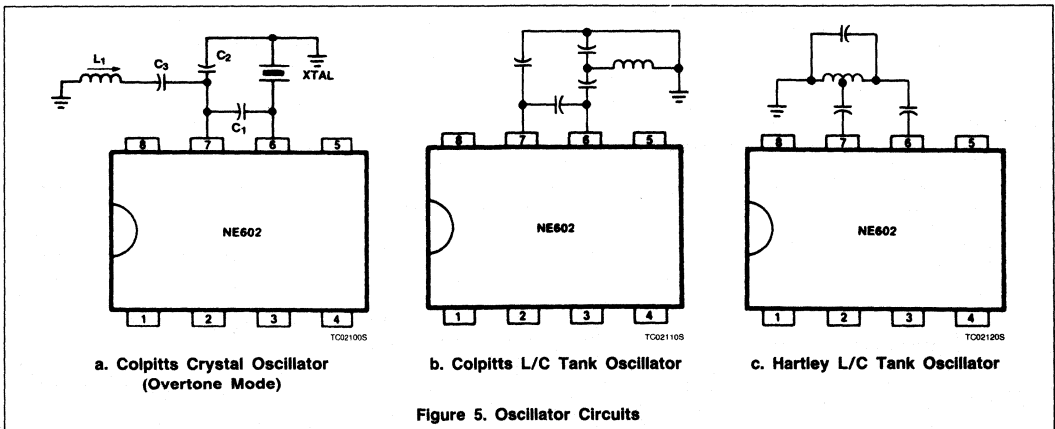 L1
C3
C2
XTAL
C1
8 7 6 5
NE602
1 2 3 4
TC02100S
a. Colpitts Crystal Oscillator
(Overtone Mode)
8 7 6 5
NE602
1 2 3 4
TC02110S
b. Colpitts L/C Tank Oscillator
8 7 6 5
NE602
1 2 3 4
TC02120S
c. Hartley L/C Tank Oscillator
Figure 5. Oscillator Circuits